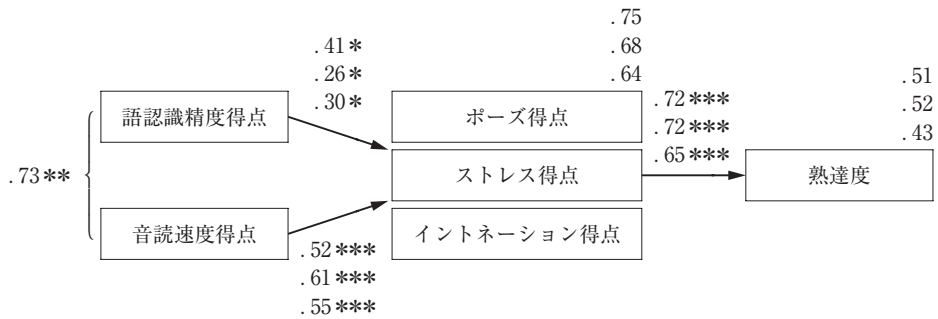 .75
.68
.64
.41*
.26*
.30*
.51
.52
.43
語認識精度得点
ポーズ得点
.72***
.72***
.65***
.73**
ストレス得点
熟達度
音読速度得点
イントネーション得点
.52***
.61***
.55***